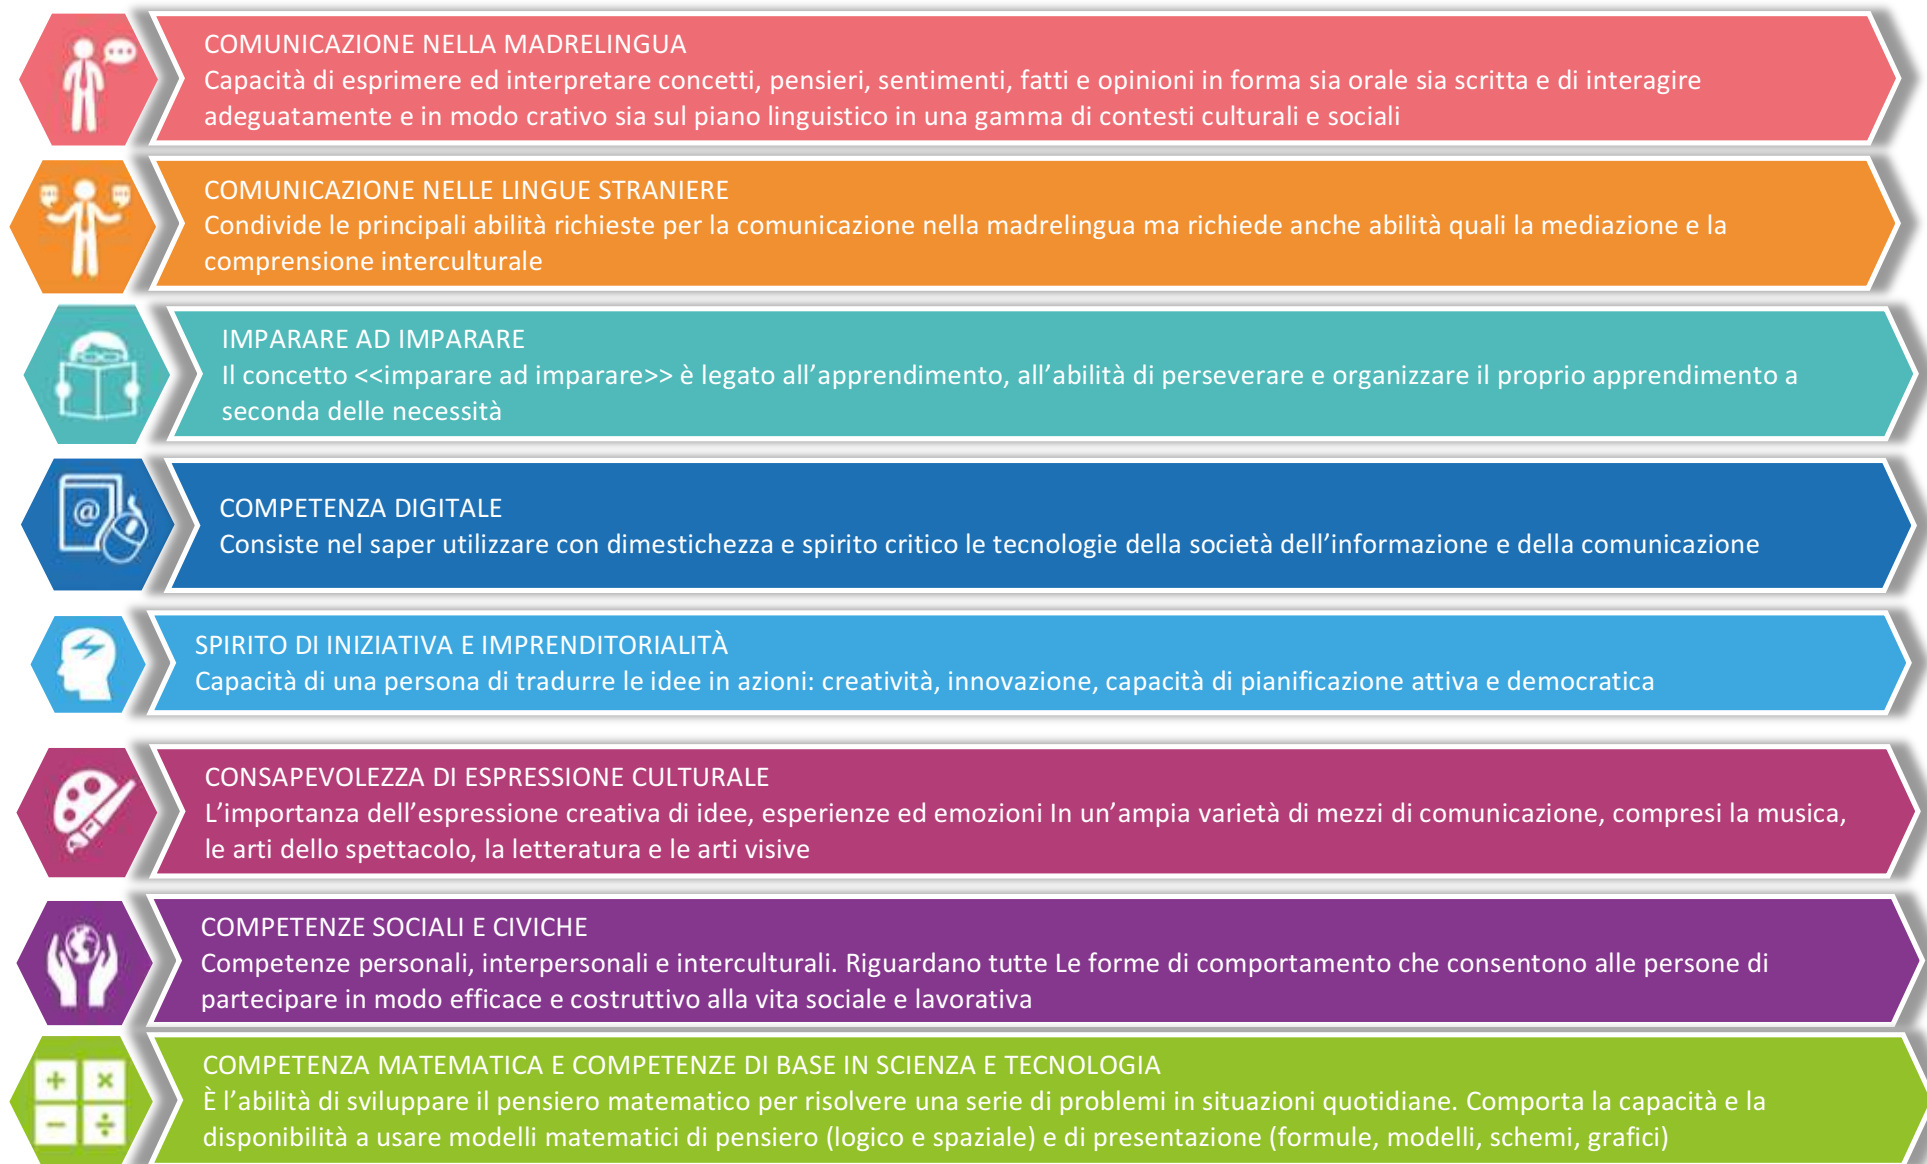 COMUNICAZIONE NELLA MADRELINGUA
Capacità di esprimere ed interpretare concetti, pensieri, sentimenti, fatti e opinioni in forma sia orale sia scritta e di interagire
adeguatamente e in modo crativo sia sul piano linguistico in una gamma di contesti culturali e sociali
COMUNICAZIONE NELLE LINGUE STRANIERE
Condivide le principali abilità richieste per la comunicazione nella madrelingua ma richiede anche abilità quali la mediazione e la
comprensione interculturale
IMPARARE AD IMPARARE
Il concetto <<imparare ad imparare>> è legato all’apprendimento, all’abilità di perseverare e organizzare il proprio apprendimento a
seconda delle necessità
@
COMPETENZA DIGITALE
Consiste nel saper utilizzare con dimestichezza e spirito critico le tecnologie della società dell’informazione e della comunicazione
SPIRITO DI INIZIATIVA E IMPRENDITORIALITÀ
Capacità di una persona di tradurre le idee in azioni: creatività, innovazione, capacità di pianificazione attiva e democratica
CONSAPEVOLEZZA DI ESPRESSIONE CULTURALE
L’importanza dell’espressione creativa di idee, esperienze ed emozioni In un’ampia varietà di mezzi di comunicazione, compresi la musica,
le arti dello spettacolo, la letteratura e le arti visive
COMPETENZE SOCIALI E CIVICHE
Competenze personali, interpersonali e interculturali. Riguardano tutte Le forme di comportamento che consentono alle persone di
partecipare in modo efficace e costruttivo alla vita sociale e lavorativa
+ ×
− ÷
COMPETENZA MATEMATICA E COMPETENZE DI BASE IN SCIENZA E TECNOLOGIA
È l’abilità di sviluppare il pensiero matematico per risolvere una serie di problemi in situazioni quotidiane. Comporta la capacità e la
disponibilità a usare modelli matematici di pensiero (logico e spaziale) e di presentazione (formule, modelli, schemi, grafici)